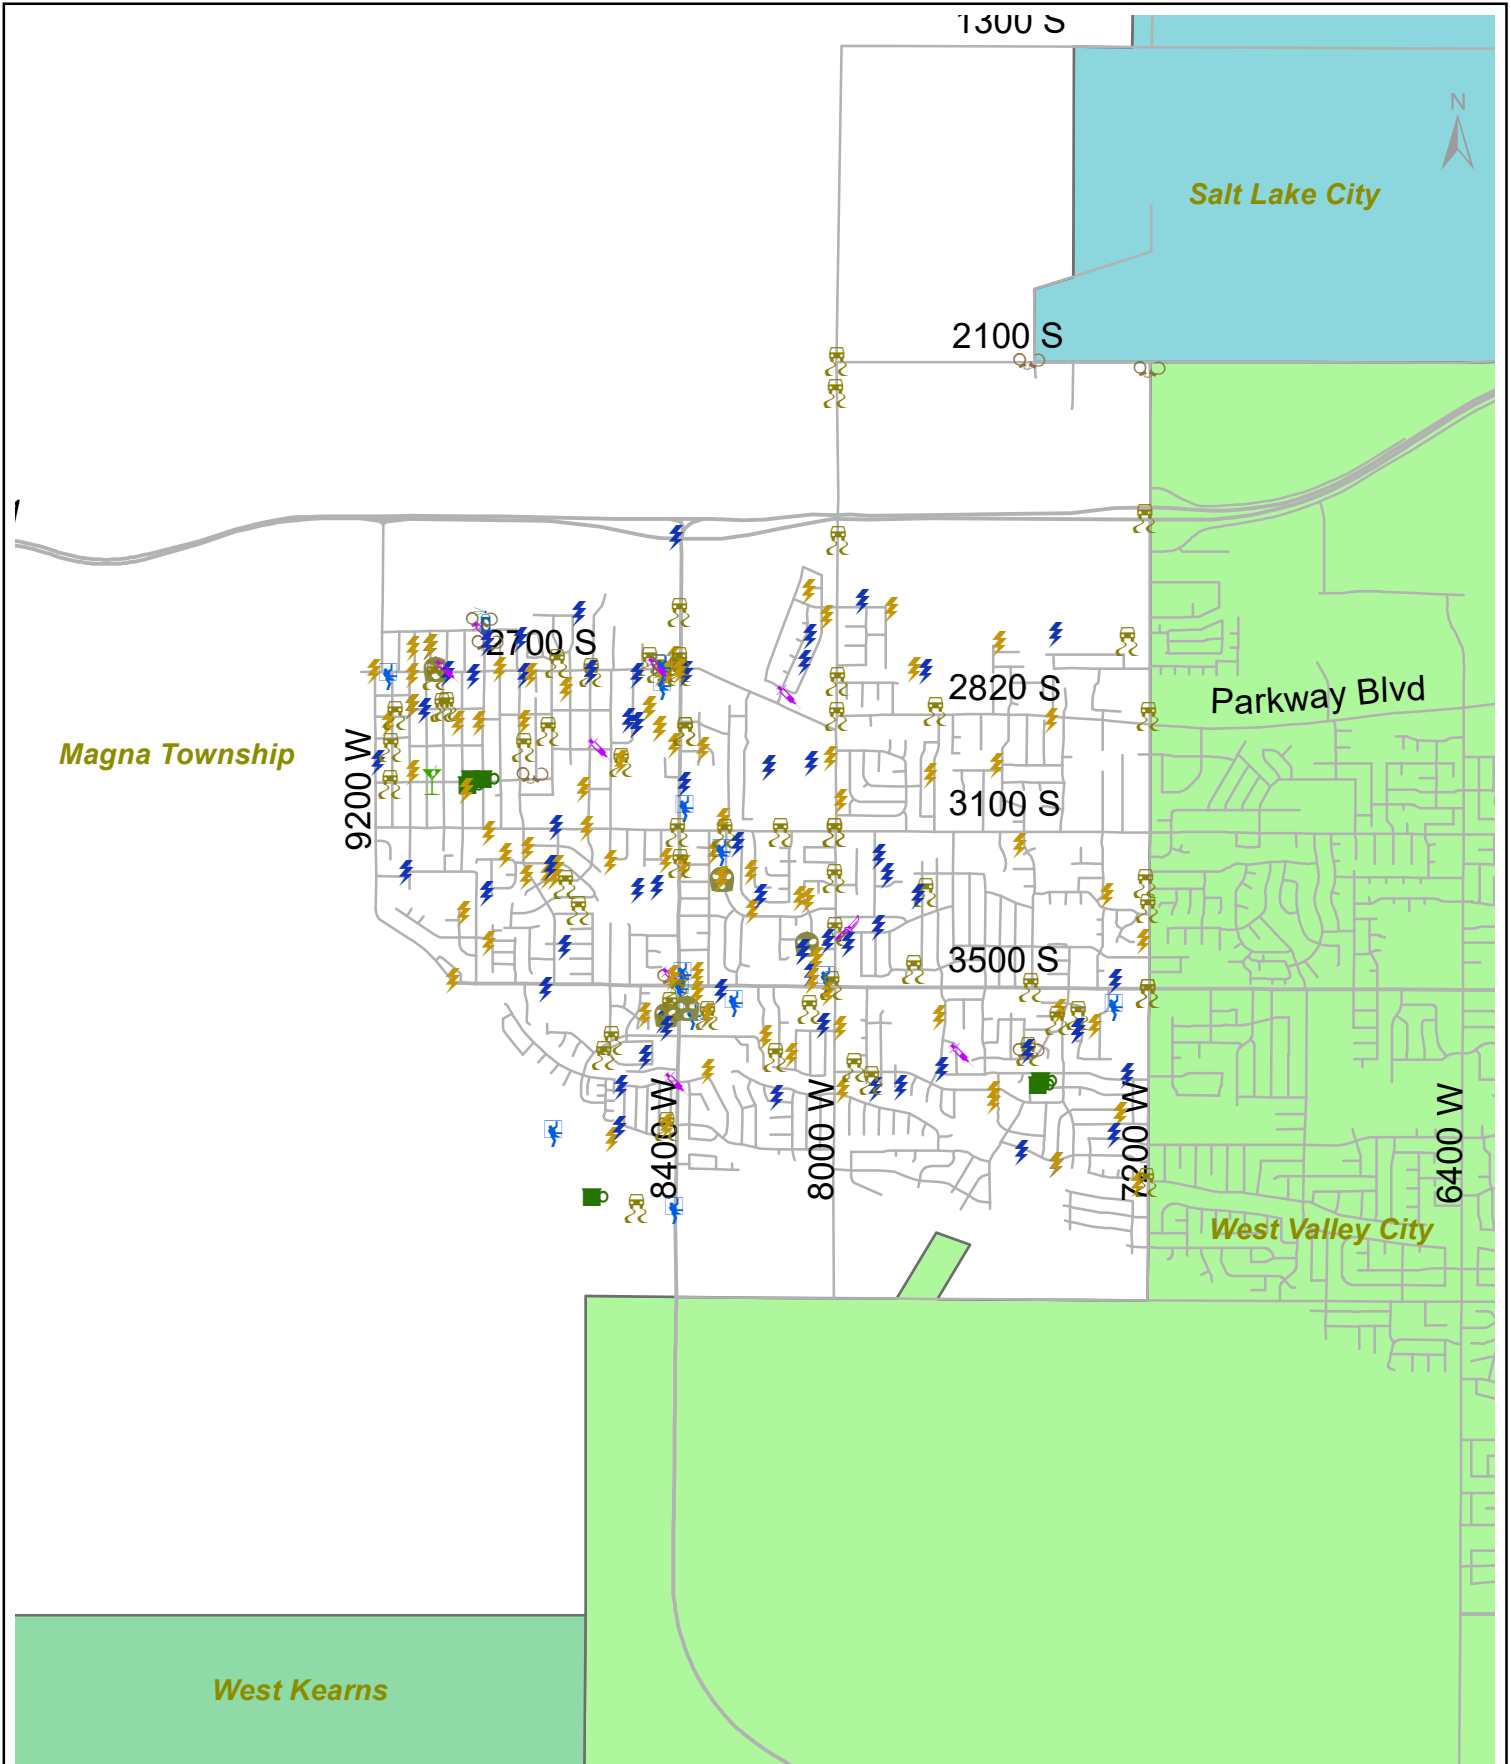 1300 S
N
Salt Lake City
2100 S
2700 S
2820 S
Parkway Blvd
Magna Township
9200 W
3100 S
3500 S
8400 W
8000 W
7200 W
6400 W
West Valley City
West Kearns